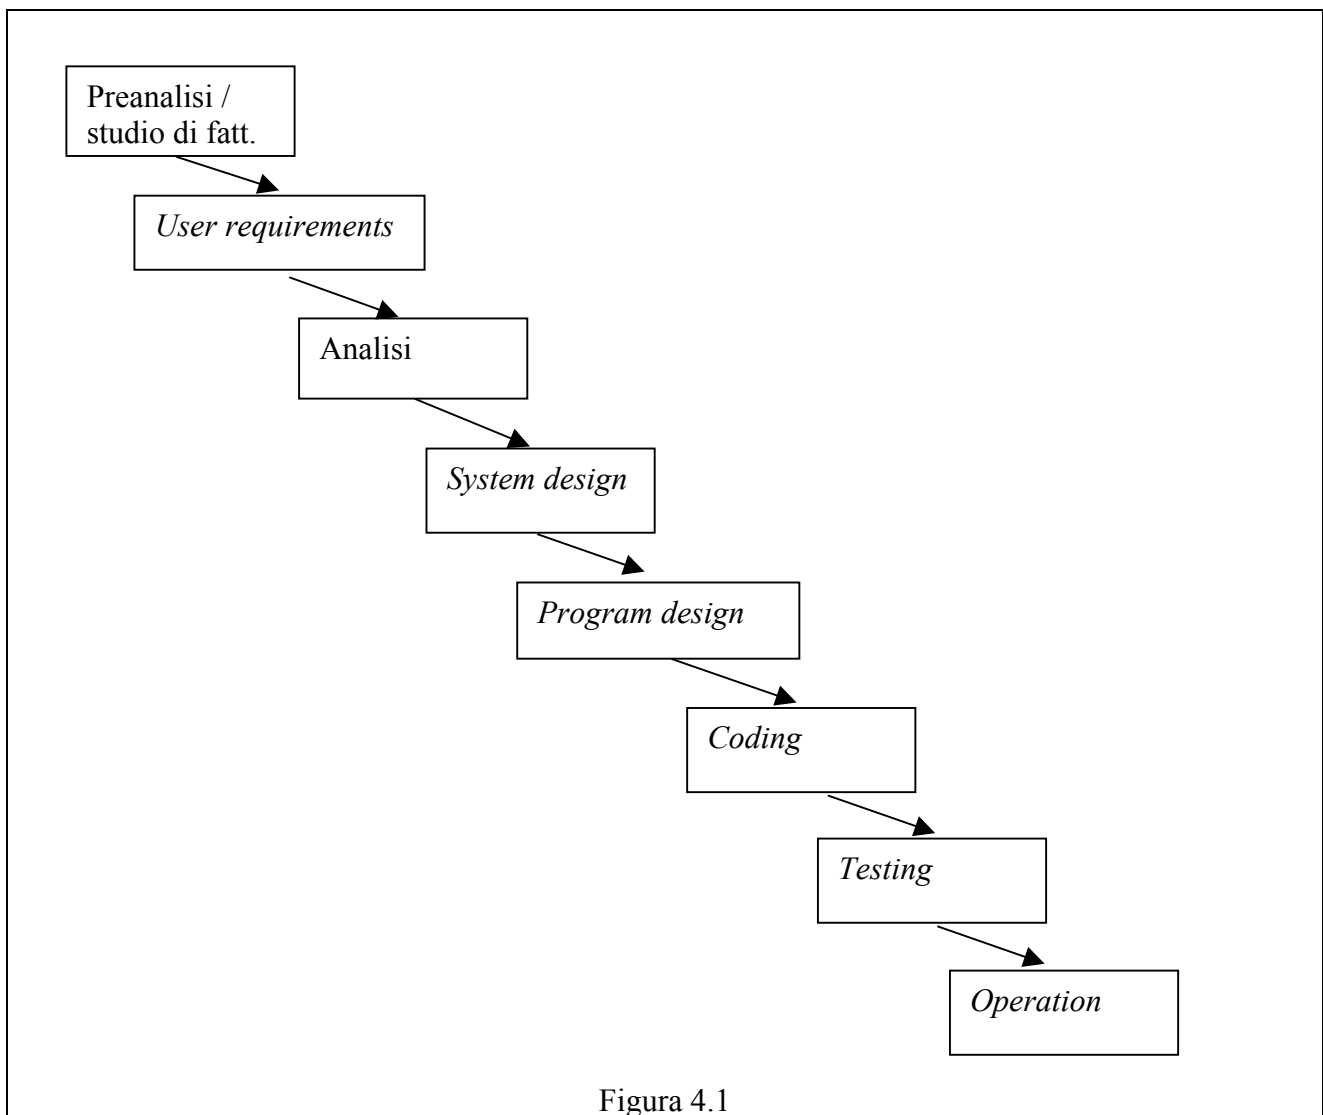 Preanalisi /
studio di fatt.
User requirements
Analisi
System design
Program design
Coding
Testing
Operation
Figura 4.1